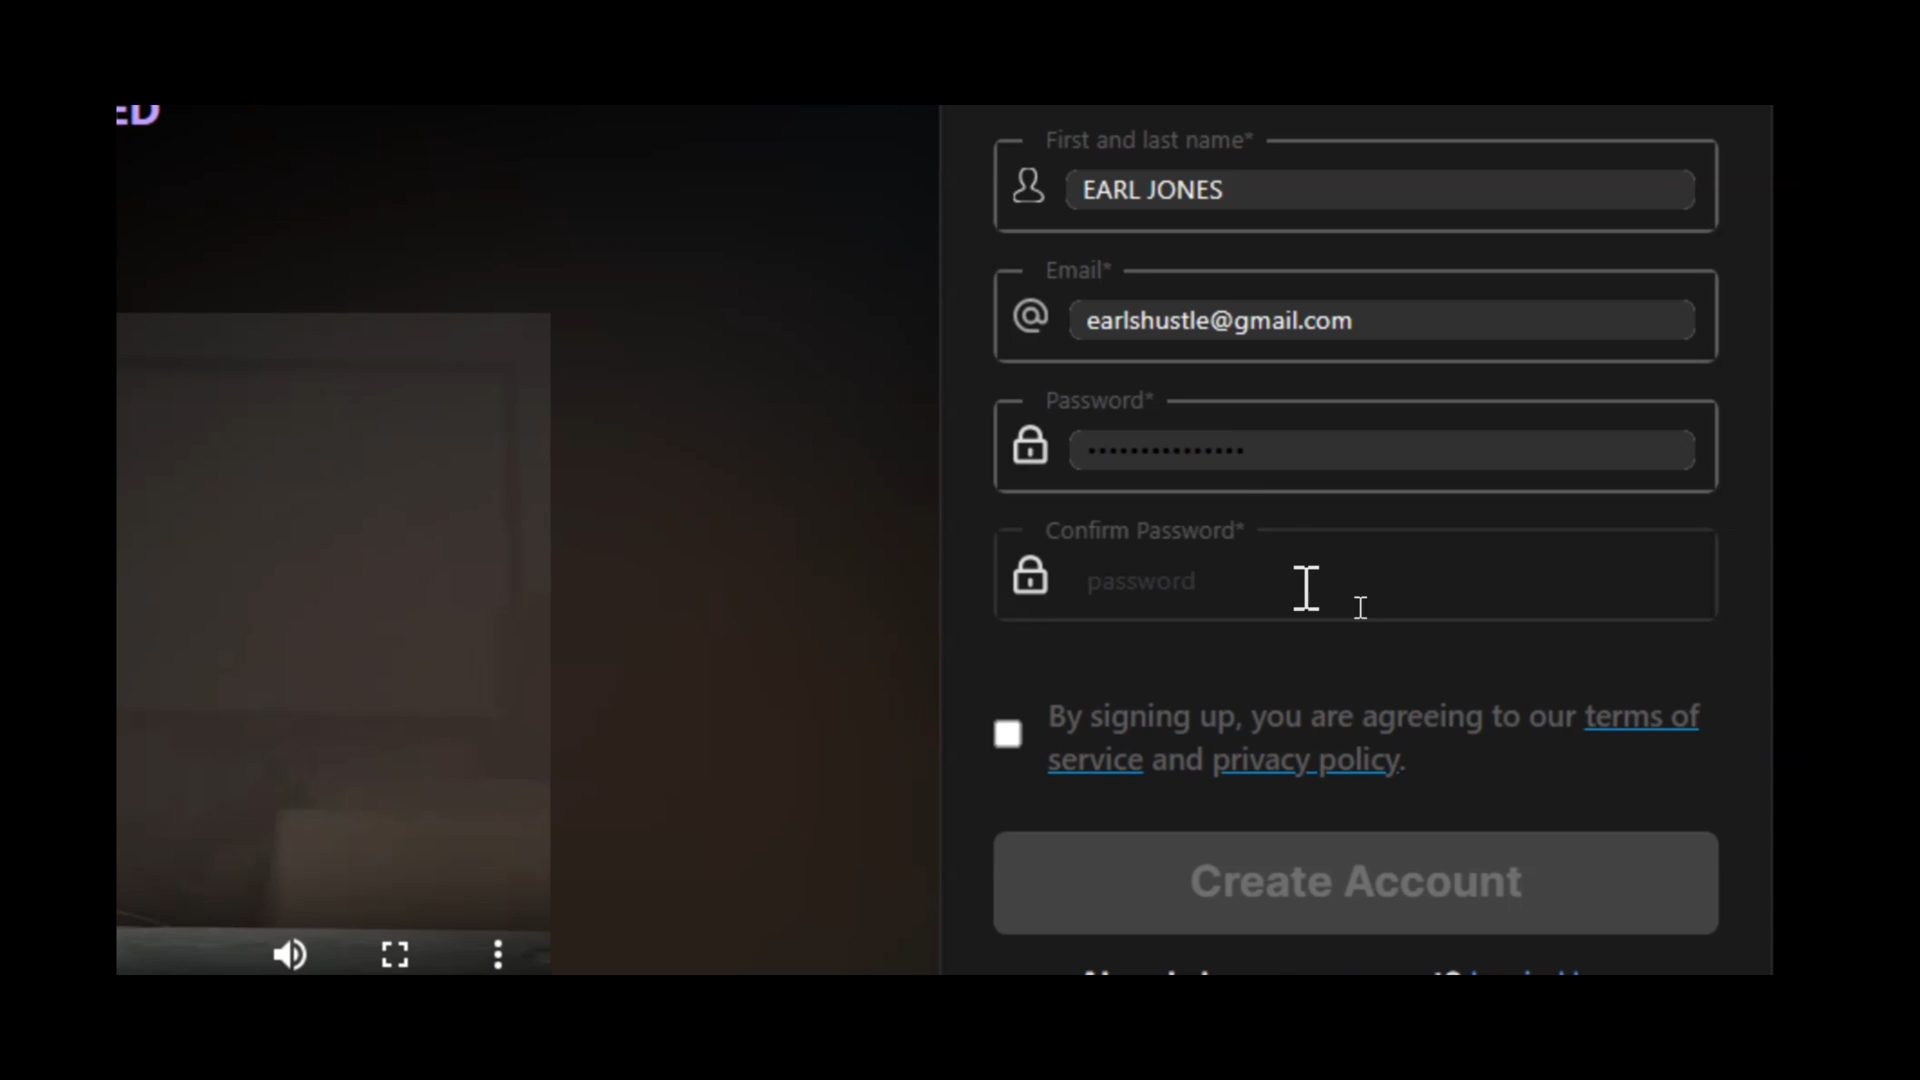 ED
First and last name*
EARL JONES
Email*
earlshustle@gmail.com
Password*
•••••••••••••••
Confirm Password*
password
By signing up, you are agreeing to our terms of
service and privacy policy.
Create Account